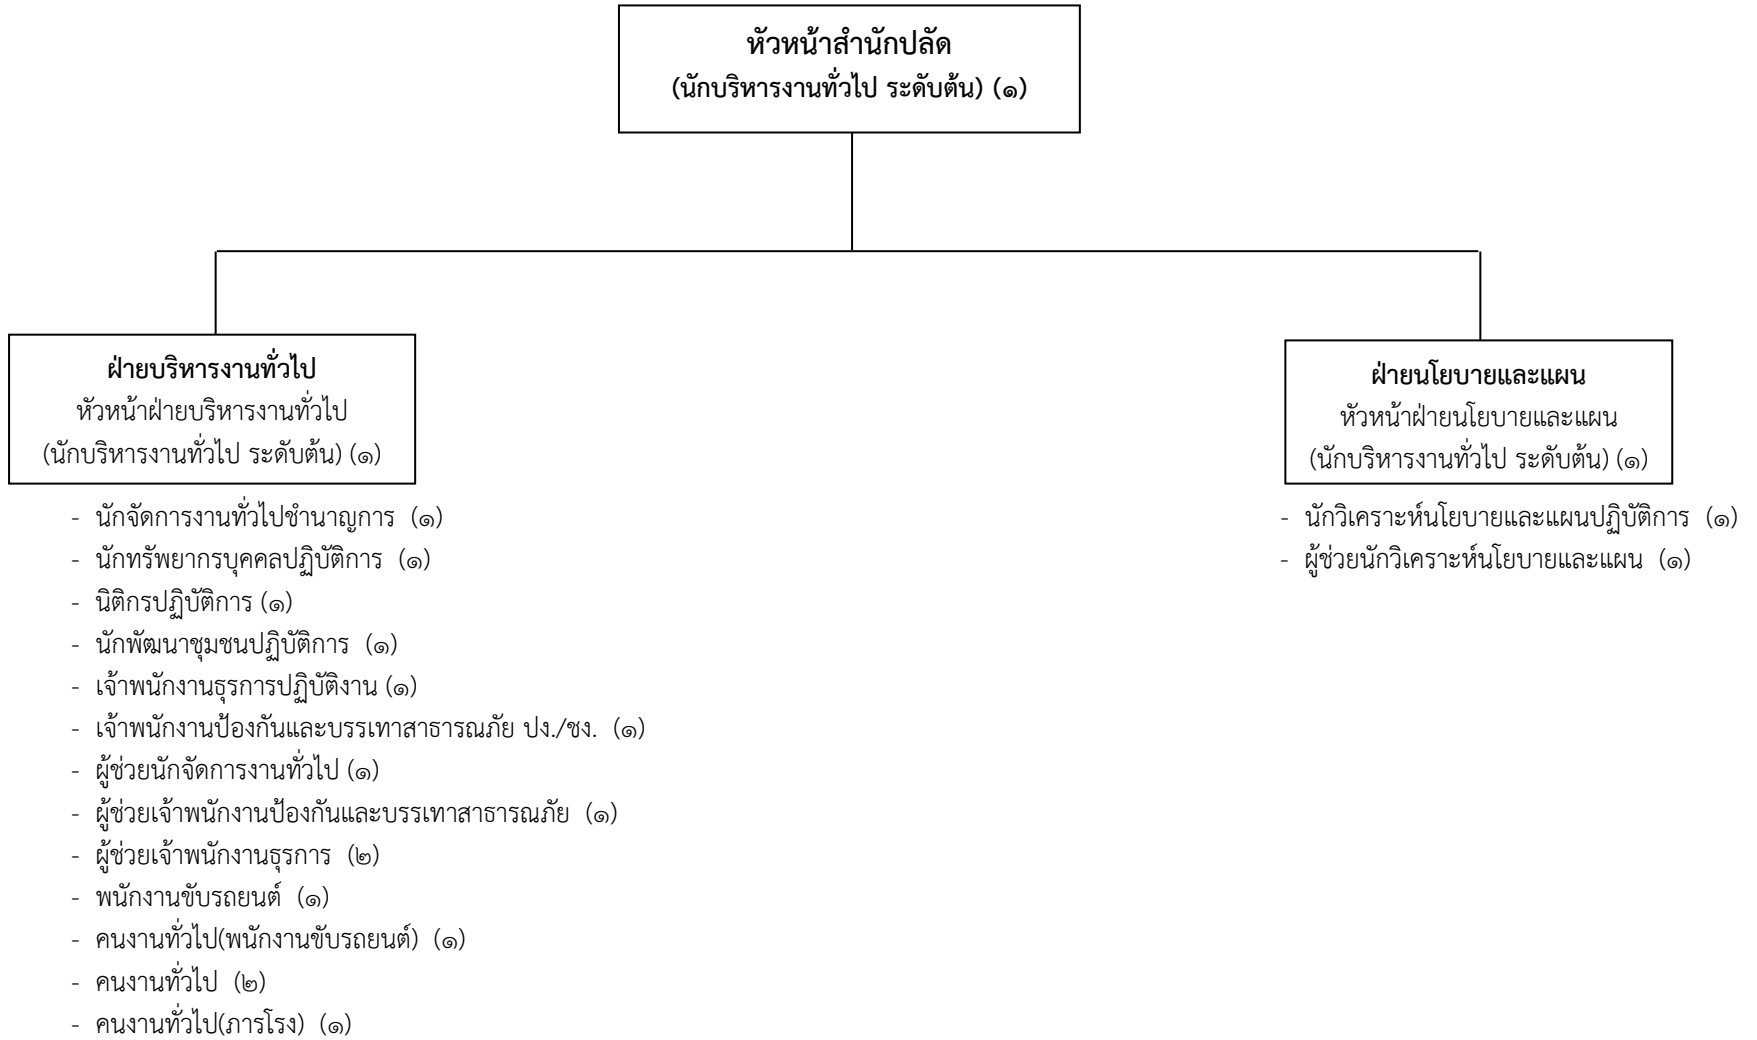 หัวหน้าสำนักปลัด
(นักบริหารงานทั่วไป ระดับต้น) (๑)
ฝ่ายบริหารงานทั่วไป
หัวหน้าฝ่ายบริหารงานทั่วไป
(นักบริหารงานทั่วไป ระดับต้น) (๑)
- นักจัดการงานทั่วไปชำนาญการ (๑)
- นักทรัพยากรบุคคลปฏิบัติการ (๑)
- นิติกรปฏิบัติการ (๑)
- นักพัฒนาชุมชนปฏิบัติการ (๑)
- เจ้าพนักงานธุรการปฏิบัติงาน (๑)
- เจ้าพนักงานป้องกันและบรรเทาสาธารณภัย ปง./ชง. (๑)
- ผู้ช่วยนักจัดการงานทั่วไป (๑)
- ผู้ช่วยเจ้าพนักงานป้องกันและบรรเทาสาธารณภัย (๑)
- ผู้ช่วยเจ้าพนักงานธุรการ (๒)
- พนักงานขับรถยนต์ (๑)
- คนงานทั่วไป(พนักงานขับรถยนต์) (๑)
- คนงานทั่วไป (๒)
- คนงานทั่วไป(ภารโรง) (๑)
ฝ่ายนโยบายและแผน
หัวหน้าฝ่ายนโยบายและแผน
(นักบริหารงานทั่วไป ระดับต้น) (๑)
- นักวิเคราะห์นโยบายและแผนปฏิบัติการ (๑)
- ผู้ช่วยนักวิเคราะห์นโยบายและแผน (๑)